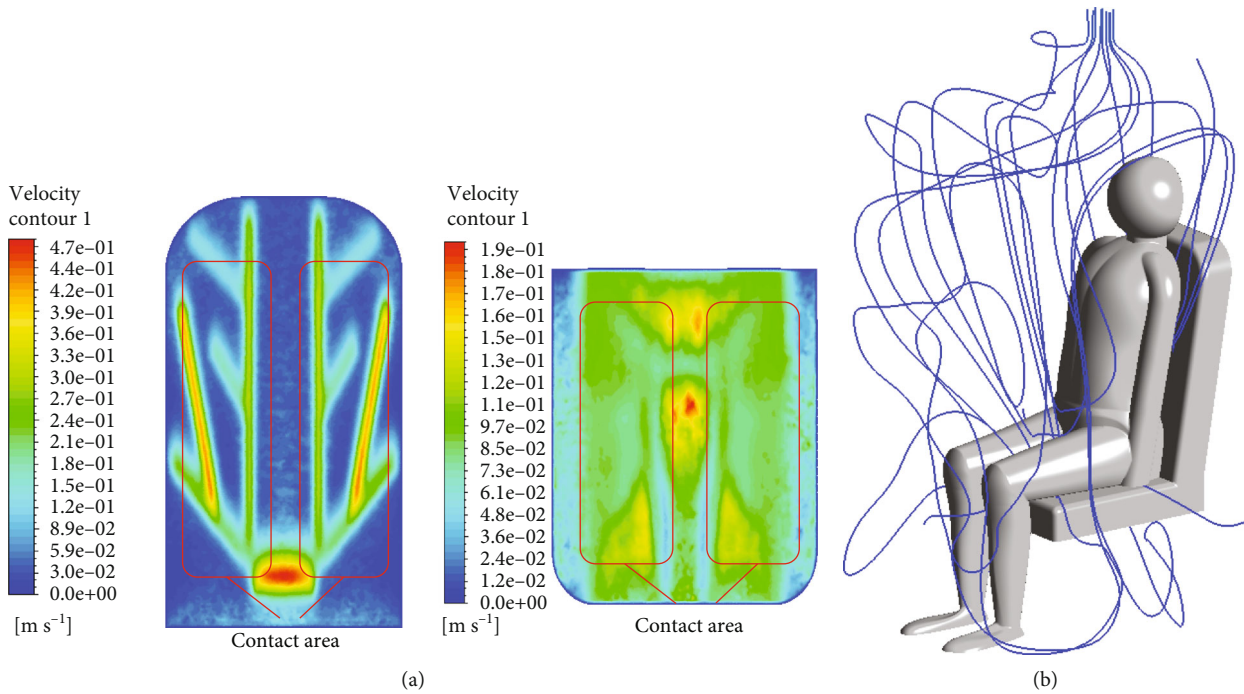 Velocity
contour 1
4.7e–01
4.4e–01
4.2e–01
3.9e–01
3.6e–01
3.3e–01
3.0e–01
2.7e–01
2.4e–01
2.1e–01
1.8e–01
1.5e–01
1.2e–01
8.9e–02
5.9e–02
3.0e–02
0.0e+00
[m s⁻¹]
Contact area
Velocity
contour 1
1.9e–01
1.8e–01
1.7e–01
1.6e–01
1.5e–01
1.3e–01
1.2e–01
1.1e–01
9.7e–02
8.5e–02
7.3e–02
6.1e–02
4.8e–02
3.6e–02
2.4e–02
1.2e–02
0.0e+00
[m s⁻¹]
Contact area
(a)
(b)